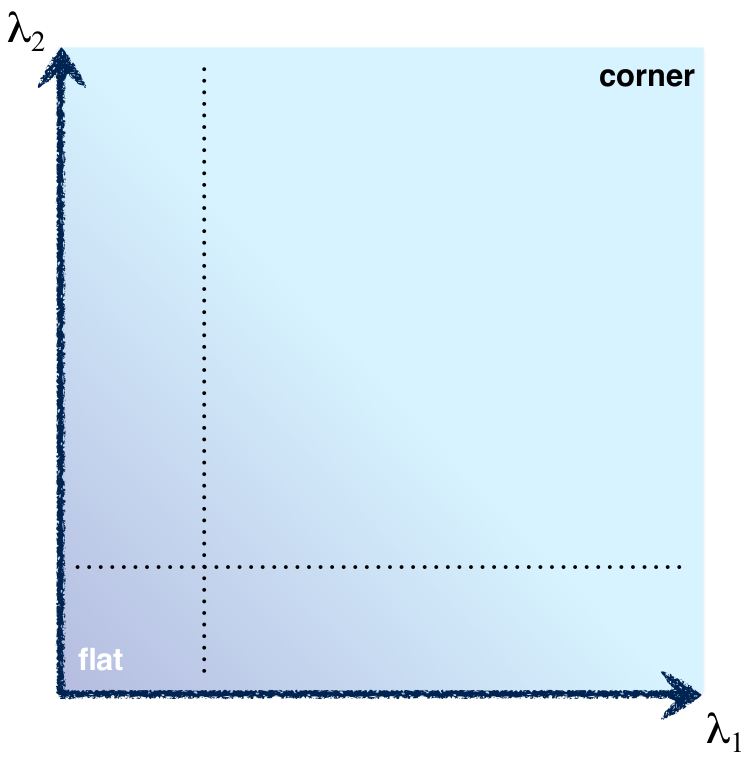 λ2
corner
flat
λ1